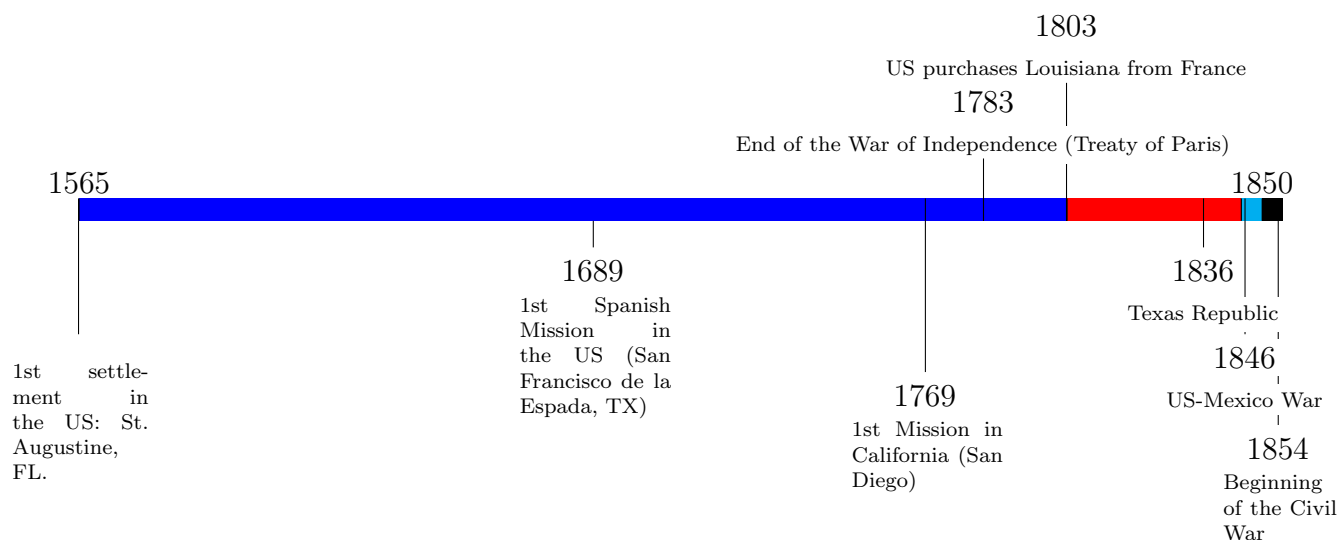 1803
US purchases Louisiana from France
1783
End of the War of Independence (Treaty of Paris)
1565
1850
1689
1st Spanish
Mission in
the US (San
Francisco de la
Espada, TX)
1836
Texas Republic
1st settle-
ment in
the US: St.
Augustine,
FL.
1846
US-Mexico War
1769
1st Mission in
California (San
Diego)
1854
Beginning
of the Civil
War